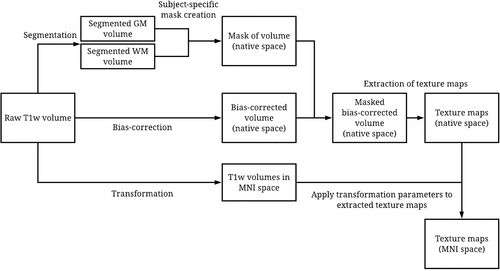 Subject-specific
mask creation
Segmented GM
volume
Segmentation
Segmented WM
volume
Mask of volume
(native space)
Extraction of texture maps
Raw T1w volume
Bias-correction
Bias-corrected
volume
(native space)
Masked
bias-corrected
volume
(native space)
Texture maps
(native space)
Transformation
T1w volumes in
MNI space
Apply transformation parameters to
extracted texture maps
Texture maps
(MNI space)